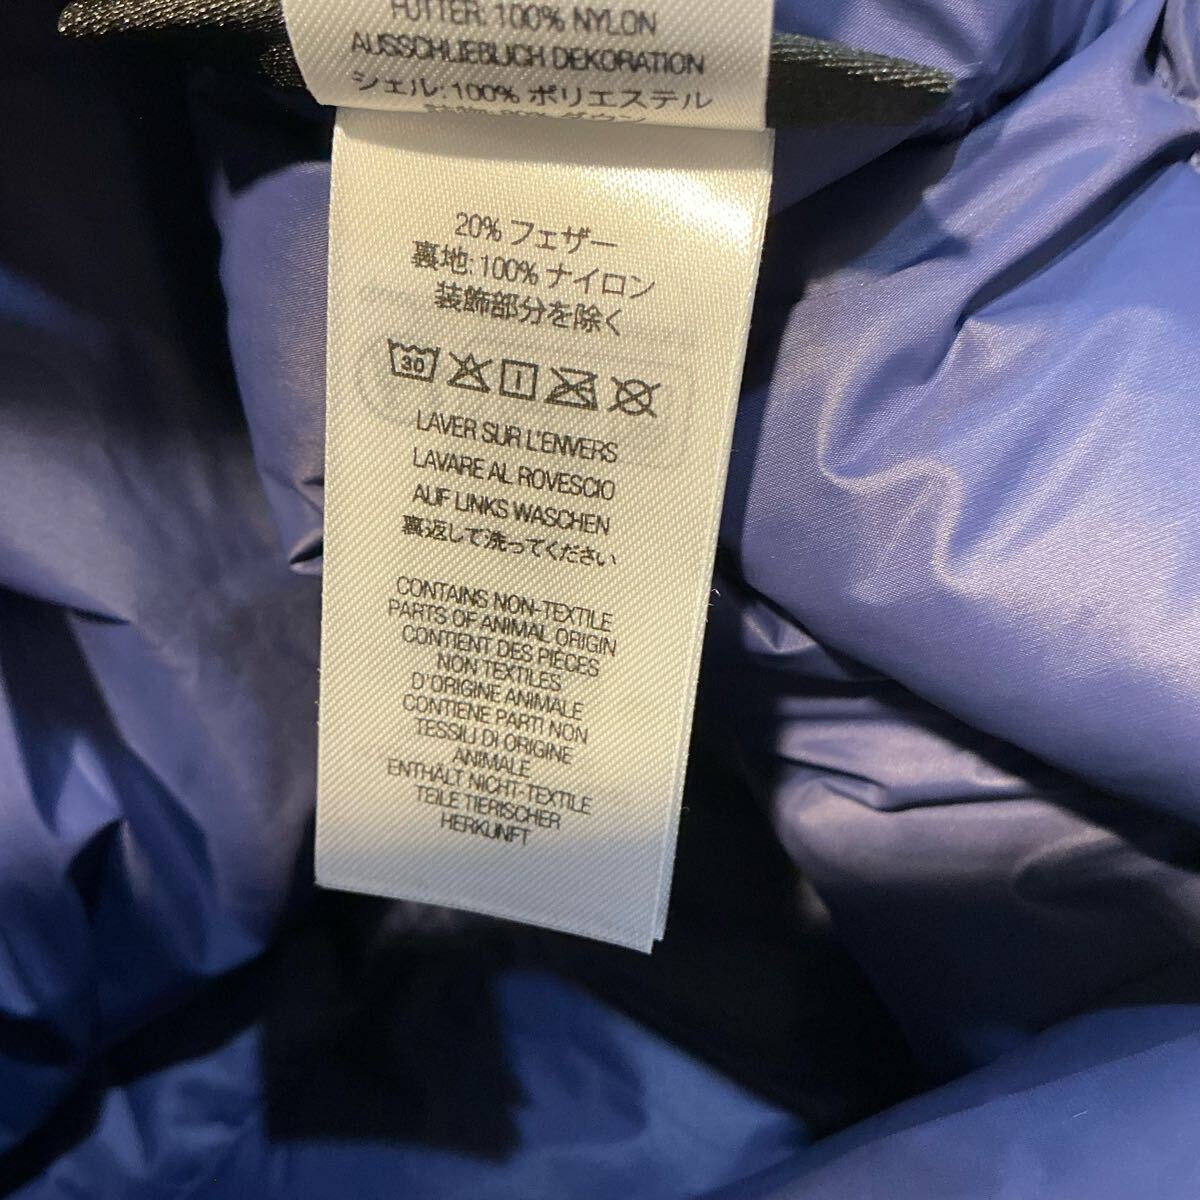 FUTTER: 100% NYLON
AUSSCHLIEBLICH DEKORATION
シェル:100% ポリエステル
ダウン
20% フェザー
裏地:100% ナイロン
装飾部分を除く
30
LAVER SUR L'ENVERS
LAVARE AL ROVESCIO
AUF LINKS WASCHEN
裏返して洗ってください
CONTAINS NON-TEXTILE
PARTS OF ANIMAL ORIGIN
CONTIENT DES PIÈCES
NON TEXTILES
D'ORIGINE ANIMALE
CONTIENE PARTI NON
TESSILI DI ORIGINE
ANIMALE
ENTHÄLT NICHT-TEXTILE
TEILE TIERISCHER
HERKUNFT